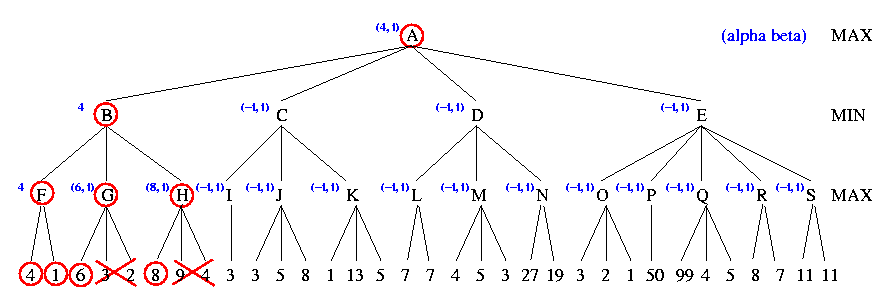 (4, 1) A (alpha beta) MAX
4 B (-1, 1) C (-1, 1) D (-1, 1) E MIN
4 F (6, 1) G (8, 1) H (-1, 1) I (-1, 1) J (-1, 1) K (-1, 1) L (-1, 1) M (-1, 1) N (-1, 1) O (-1, 1) P (-1, 1) Q (-1, 1) R (-1, 1) S MAX
4 1 6 3 2 8 9 4 3 3 5 8 1 13 5 7 7 4 5 3 27 19 3 2 1 50 99 4 5 8 7 11 11